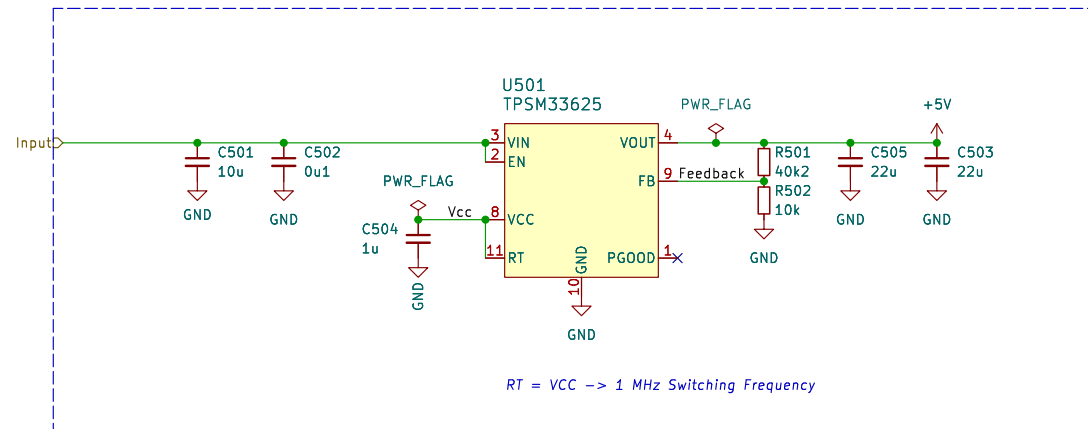 U501
TPSM33625
PWR_FLAG
+5V
Input
3
VIN
2
EN
VOUT
4
C501
10u
C502
0u1
R501
40k2
C505
22u
C503
22u
FB
9
Feedback
PWR_FLAG
R502
10k
GND
GND
GND
GND
Vcc
8
VCC
C504
1u
11
RT
GND
PGOOD
1
GND
10
GND
GND
RT = VCC -> 1 MHz Switching Frequency